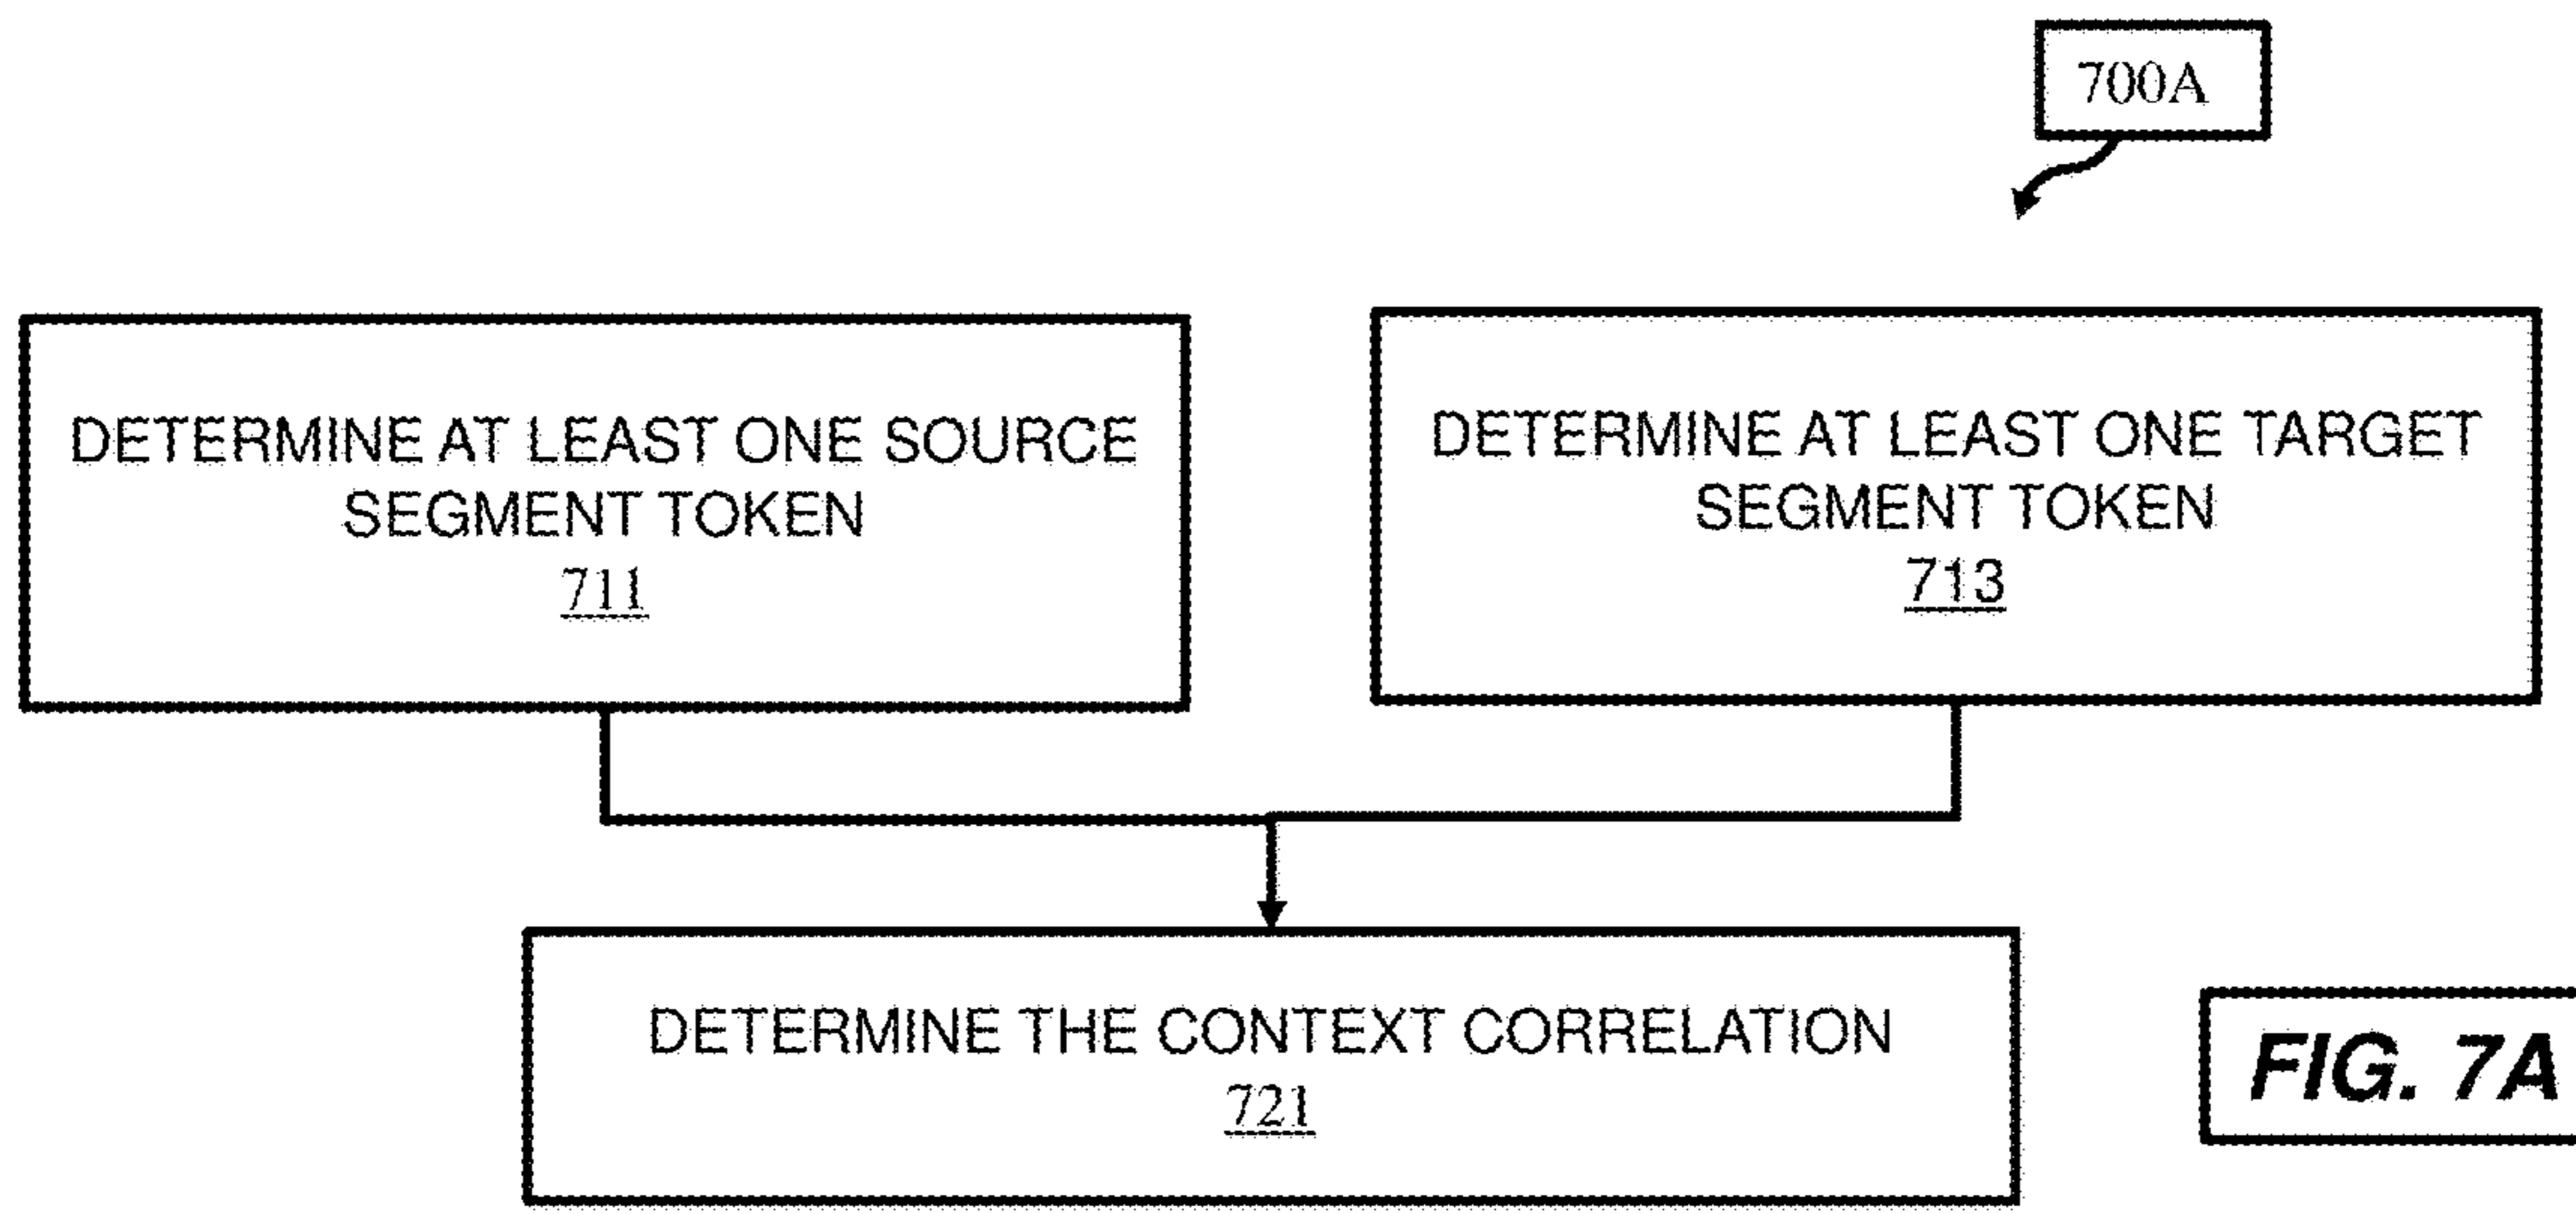 700A
DETERMINE AT LEAST ONE SOURCE
SEGMENT TOKEN
711
DETERMINE AT LEAST ONE TARGET
SEGMENT TOKEN
713
DETERMINE THE CONTEXT CORRELATION
721
FIG. 7A